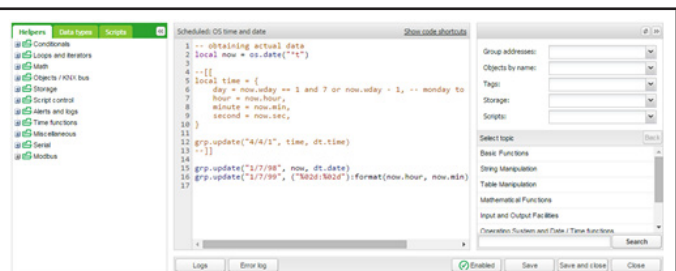 Helpers Data types Scripts
Conditionals
Loops and iterators
Math
Objects / KNX bus
Storage
Script control
Alerts and logs
Time functions
Miscellaneous
Serial
Modbus
Scheduled: OS time and date Show code shortcuts
1 -- obtaining actual data
2 local now = os.date("*t")
3
4 --[[
5 local time = {
6 day = now.wday == 1 and 7 or now.wday - 1, -- monday to
7 hour = now.hour,
8 minute = now.min,
9 second = now.sec,
10 }
11
12 grp.update("4/4/1", time, dt.time)
13 --]]
14
15 grp.update("1/7/98", now, dt.date)
16 grp.update("1/7/99", ("%02d:%02d"):format(now.hour, now.min)
17
Group addresses:
Objects by name:
Tags:
Storage:
Scripts:
Select topic Back
Basic Functions
String Manipulation
Table Manipulation
Mathematical Functions
Input and Output Facilities
Operating System and Date / Time functions
Search
Logs Error log Enabled Save Save and close Close